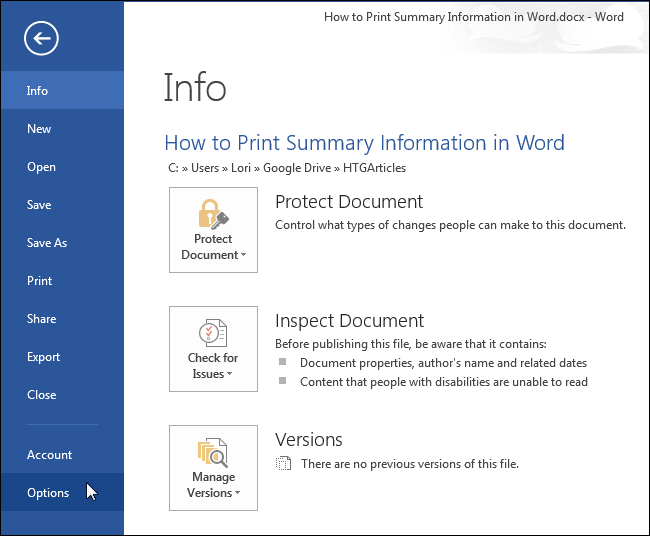 How to Print Summary Information in Word.docx - Word
Info
New
Open
Save
Save As
Print
Share
Export
Close
Account
Options
Info
How to Print Summary Information in Word
C: » Users » Lori » Google Drive » HTGArticles
Protect
Document
Protect Document
Control what types of changes people can make to this document.
Check for
Issues
Inspect Document
Before publishing this file, be aware that it contains:
Document properties, author's name and related dates
Content that people with disabilities are unable to read
Manage
Versions
Versions
There are no previous versions of this file.